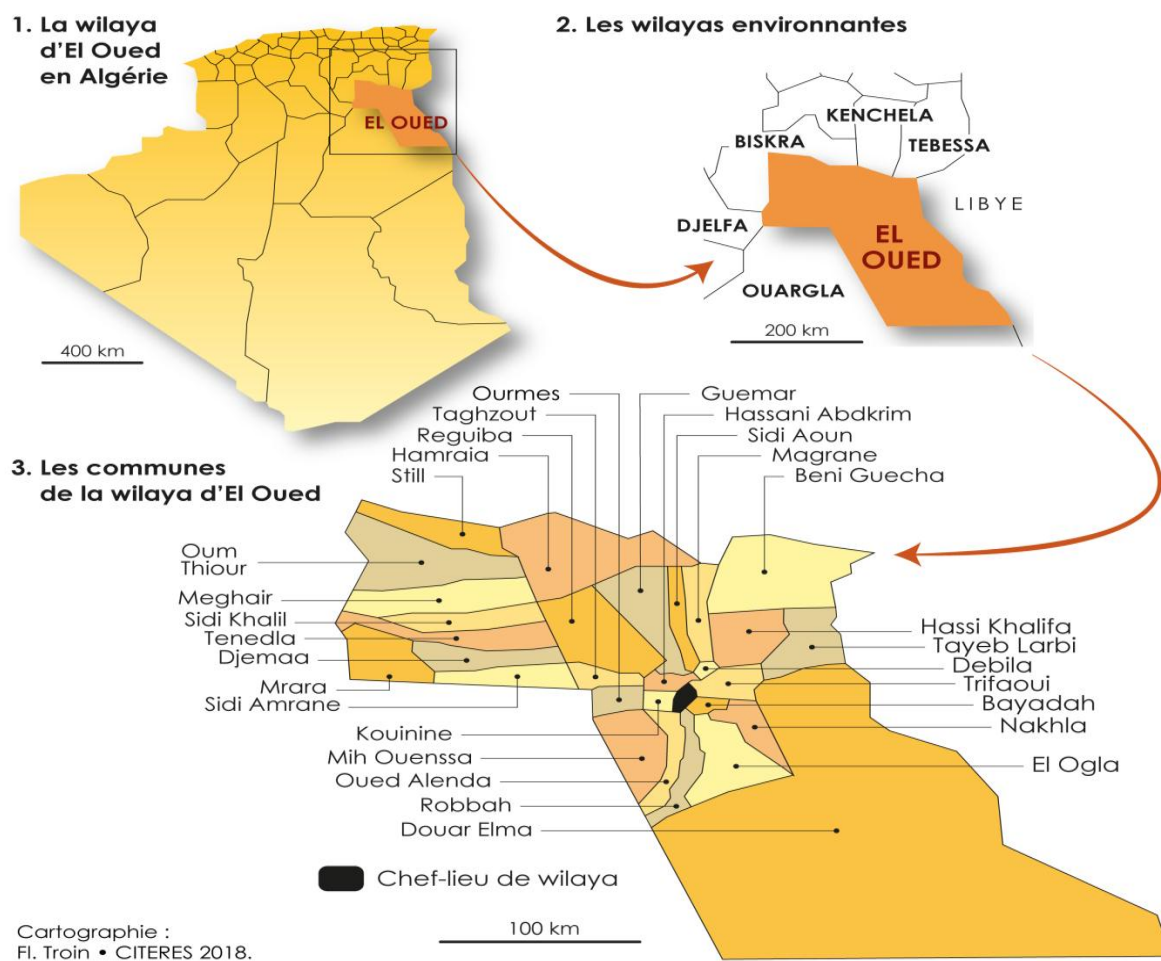 1. La wilaya
d'El Oued
en Algérie
EL OUED
400 km
2. Les wilayas environnantes
KENCHELA
BISKRA
TEBESSA
LIBYE
DJELFA
EL
OUED
OUARGLA
200 km
3. Les communes
de la wilaya d'El Oued
Ourmes
Taghzout
Reguiba
Hamraia
Still
Guemar
Hassani Abdkrim
Sidi Aoun
Magrane
Beni Guecha
Oum
Thiour
Meghair
Sidi Khalil
Tenedla
Djemaa
Mrara
Sidi Amrane
Hassi Khalifa
Tayeb Larbi
Debila
Trifaoui
Bayadah
Nakhla
El Ogla
Kouinine
Mih Ouenssa
Oued Alenda
Robbah
Douar Elma
Chef-lieu de wilaya
100 km
Cartographie :
Fl. Troin • CITERES 2018.